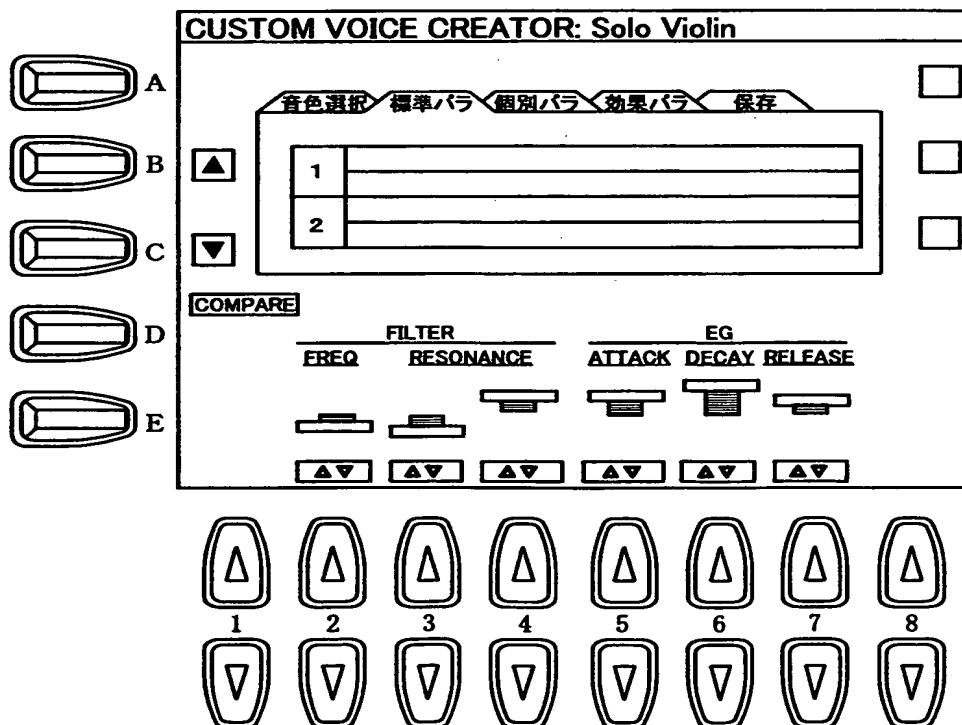 CUSTOM VOICE CREATOR: Solo Violin
A
音色選択 標準パラ 個別パラ 効果パラ 保存
B ▲ 1
C ▼ 2
COMPARE
D
FILTER EG
FREQ RESONANCE ATTACK DECAY RELEASE
E
▲▼ ▲▼ ▲▼ ▲▼ ▲▼ ▲▼
1 2 3 4 5 6 7 8